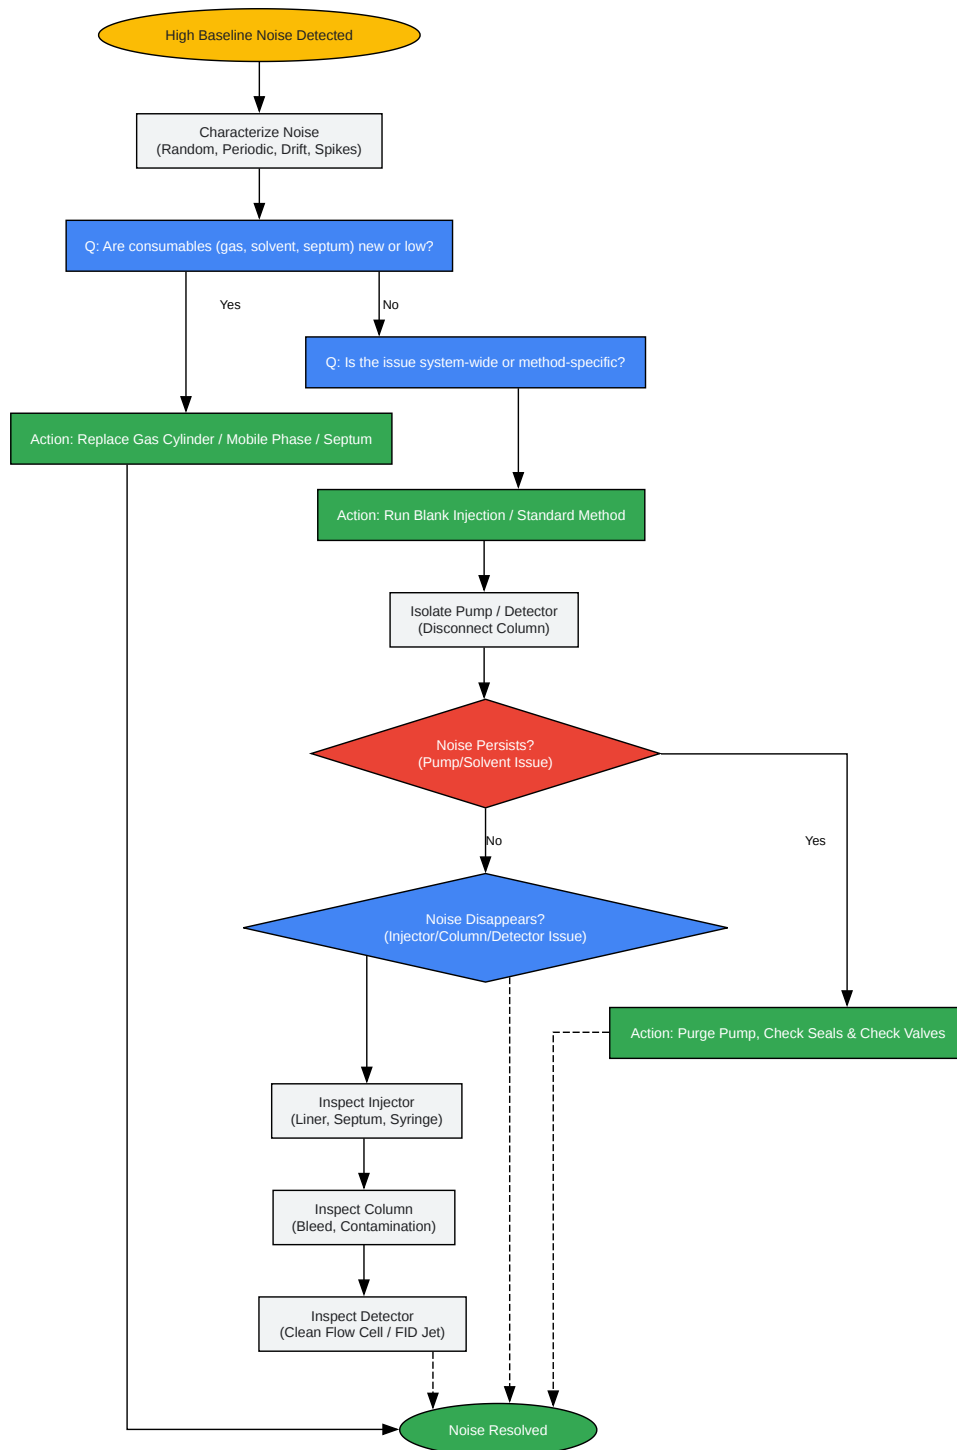 High Baseline Noise Detected
Characterize Noise
(Random, Periodic, Drift, Spikes)
Q: Are consumables (gas, solvent, septum) new or low?
Yes
No
Q: Is the issue system-wide or method-specific?
Action: Replace Gas Cylinder / Mobile Phase / Septum
Action: Run Blank Injection / Standard Method
Isolate Pump / Detector
(Disconnect Column)
Noise Persists?
(Pump/Solvent Issue)
No
Yes
Noise Disappears?
(Injector/Column/Detector Issue)
Action: Purge Pump, Check Seals & Check Valves
Inspect Injector
(Liner, Septum, Syringe)
Inspect Column
(Bleed, Contamination)
Inspect Detector
(Clean Flow Cell / FID Jet)
Noise Resolved